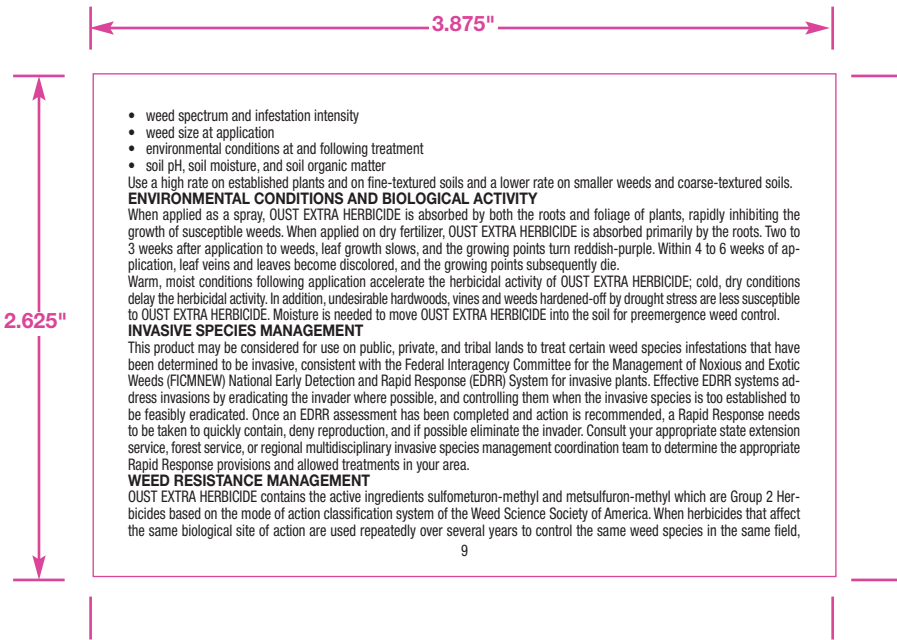 3.875"
2.625"
• weed spectrum and infestation intensity
• weed size at application
• environmental conditions at and following treatment
• soil pH, soil moisture, and soil organic matter
Use a high rate on established plants and on fine-textured soils and a lower rate on smaller weeds and coarse-textured soils.
ENVIRONMENTAL CONDITIONS AND BIOLOGICAL ACTIVITY
When applied as a spray, OUST EXTRA HERBICIDE is absorbed by both the roots and foliage of plants, rapidly inhibiting the
growth of susceptible weeds. When applied on dry fertilizer, OUST EXTRA HERBICIDE is absorbed primarily by the roots. Two to
3 weeks after application to weeds, leaf growth slows, and the growing points turn reddish-purple. Within 4 to 6 weeks of ap-
plication, leaf veins and leaves become discolored, and the growing points subsequently die.
Warm, moist conditions following application accelerate the herbicidal activity of OUST EXTRA HERBICIDE; cold, dry conditions
delay the herbicidal activity. In addition, undesirable hardwoods, vines and weeds hardened-off by drought stress are less susceptible
to OUST EXTRA HERBICIDE. Moisture is needed to move OUST EXTRA HERBICIDE into the soil for preemergence weed control.
INVASIVE SPECIES MANAGEMENT
This product may be considered for use on public, private, and tribal lands to treat certain weed species infestations that have
been determined to be invasive, consistent with the Federal Interagency Committee for the Management of Noxious and Exotic
Weeds (FICMNEW) National Early Detection and Rapid Response (EDRR) System for invasive plants. Effective EDRR systems ad-
dress invasions by eradicating the invader where possible, and controlling them when the invasive species is too established to
be feasibly eradicated. Once an EDRR assessment has been completed and action is recommended, a Rapid Response needs
to be taken to quickly contain, deny reproduction, and if possible eliminate the invader. Consult your appropriate state extension
service, forest service, or regional multidisciplinary invasive species management coordination team to determine the appropriate
Rapid Response provisions and allowed treatments in your area.
WEED RESISTANCE MANAGEMENT
OUST EXTRA HERBICIDE contains the active ingredients sulfometuron-methyl and metsulfuron-methyl which are Group 2 Her-
bicides based on the mode of action classification system of the Weed Science Society of America. When herbicides that affect
the same biological site of action are used repeatedly over several years to control the same weed species in the same field,
9